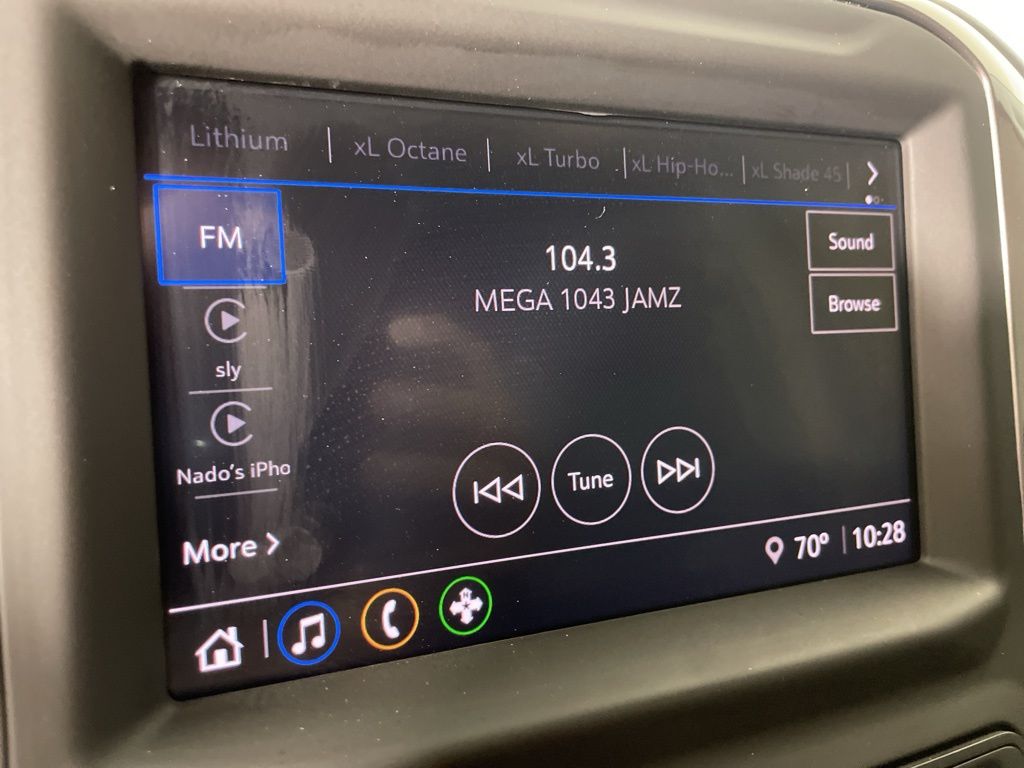 Lithium | xL Octane | xL Turbo | xL Hip-Ho... | xL Shade 45 |
FM
Sound
104.3
MEGA 1043 JAMZ
Browse
sly
Nado's iPho
Tune
More
70° | 10:28
N